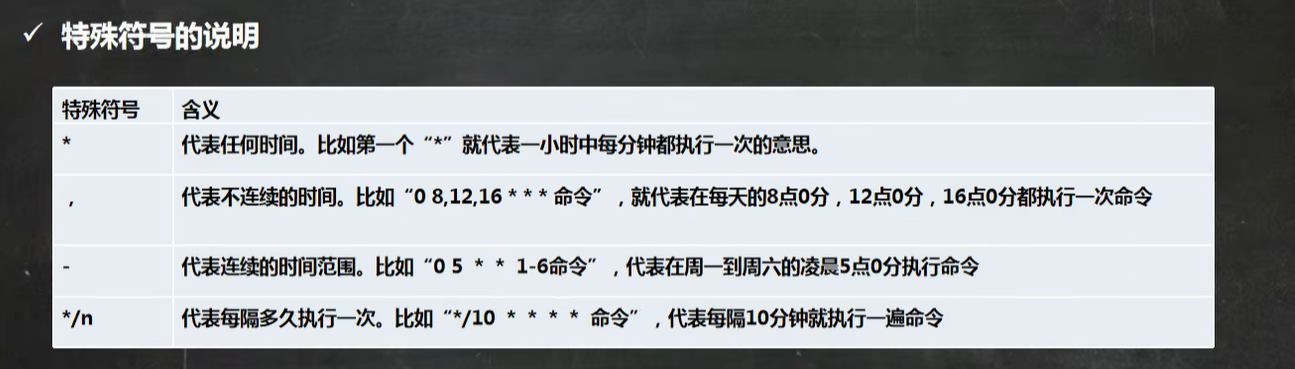 ✓ 特殊符号的说明
特殊符号 含义
* 代表任何时间。比如第一个“*”就代表一小时中每分钟都执行一次的意思。
, 代表不连续的时间。比如“0 8,12,16 * * * 命令”，就代表在每天的8点0分，12点0分，16点0分都执行一次命令
- 代表连续的时间范围。比如“0 5 * * 1-6命令”，代表在周一到周六的凌晨5点0分执行命令
*/n 代表每隔多久执行一次。比如“*/10 * * * * 命令”，代表每隔10分钟就执行一遍命令